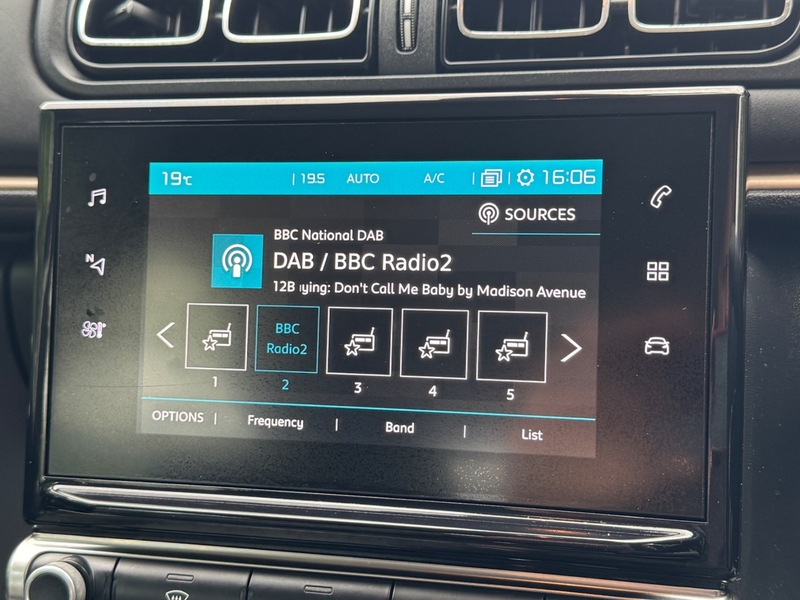 19°C | 19.5 AUTO A/C | | 16:06
SOURCES
BBC National DAB
DAB / BBC Radio2
12B ying: Don't Call Me Baby by Madison Avenue
BBC
Radio2
1 2 3 4 5
OPTIONS | Frequency | Band | List
N